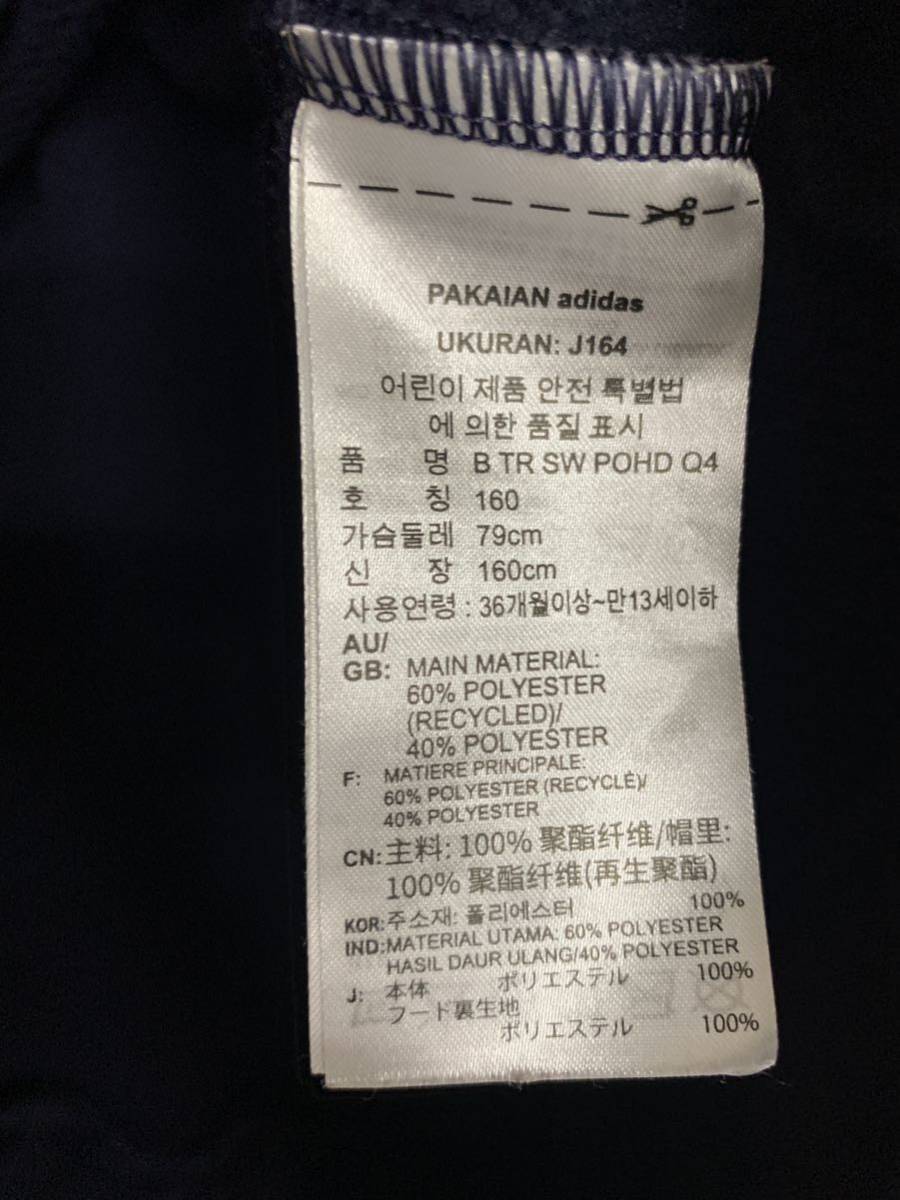 PAKAIAN adidas
UKURAN: J164
어린이 제품 안전 특별법
에 의한 품질 표시
품 명 B TR SW POHD Q4
호 칭 160
가슴둘레 79cm
신 장 160cm
사용연령 : 36개월이상~만13세이하
AU/
GB: MAIN MATERIAL:
60% POLYESTER
(RECYCLED)/
40% POLYESTER
F: MATIERE PRINCIPALE:
60% POLYESTER (RECYCLÉ)/
40% POLYESTER
CN: 主料: 100% 聚酯纤维/帽里:
100% 聚酯纤维(再生聚酯)
KOR: 주소재: 폴리에스터 100%
IND: MATERIAL UTAMA: 60% POLYESTER
HASIL DAUR ULANG/40% POLYESTER
J: 本体 ポリエステル 100%
フード裏生地
ポリエステル 100%